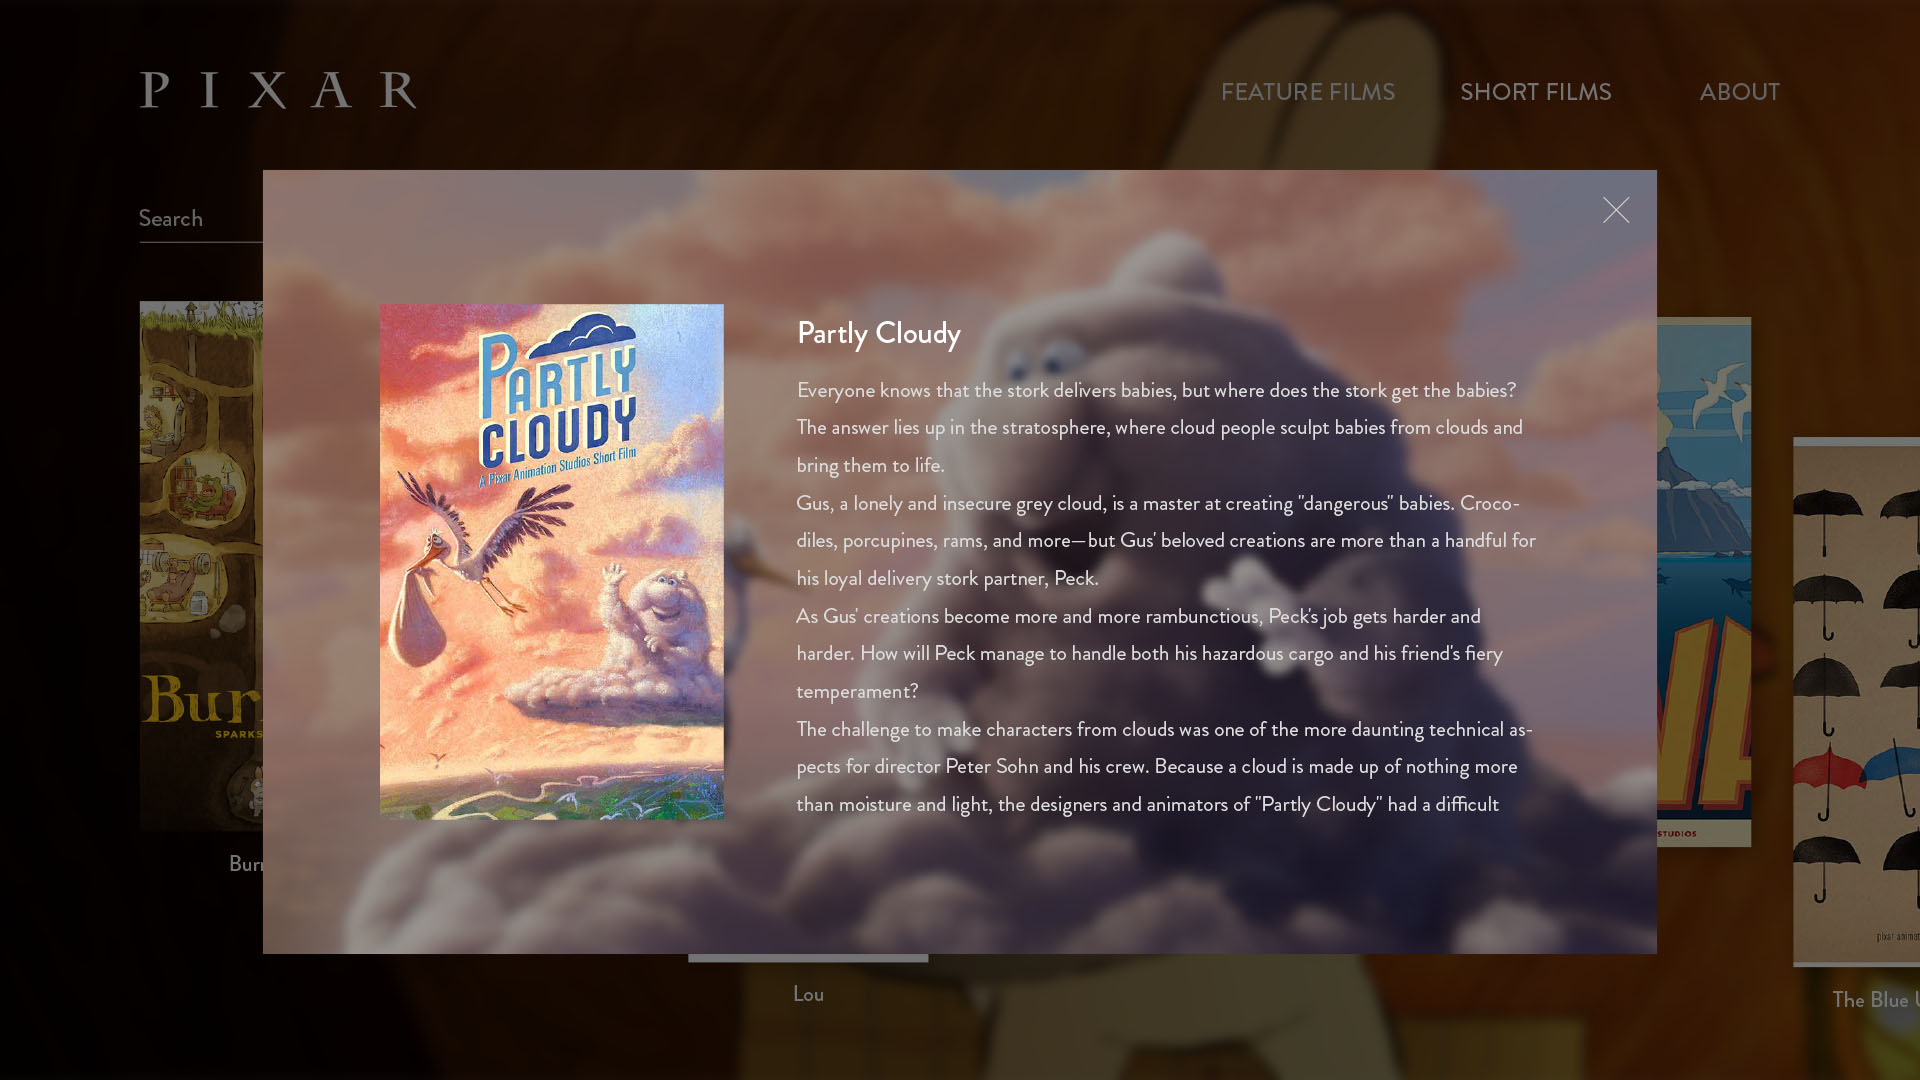 PIXAR
FEATURE FILMS
SHORT FILMS
ABOUT
Search
PARTLY
CLOUDY
A Pixar Animation Studios Short Film
Partly Cloudy
Everyone knows that the stork delivers babies, but where does the stork get the babies?
The answer lies up in the stratosphere, where cloud people sculpt babies from clouds and
bring them to life.
Gus, a lonely and insecure grey cloud, is a master at creating "dangerous" babies. Croco-
diles, porcupines, rams, and more—but Gus' beloved creations are more than a handful for
his loyal delivery stork partner, Peck.
As Gus' creations become more and more rambunctious, Peck's job gets harder and
harder. How will Peck manage to handle both his hazardous cargo and his friend's fiery
temperament?
The challenge to make characters from clouds was one of the more daunting technical as-
pects for director Peter Sohn and his crew. Because a cloud is made up of nothing more
than moisture and light, the designers and animators of "Partly Cloudy" had a difficult
Bur
SPARKS
Burr
Lou
VA
STUDIOS
pixar animat
The Blue U